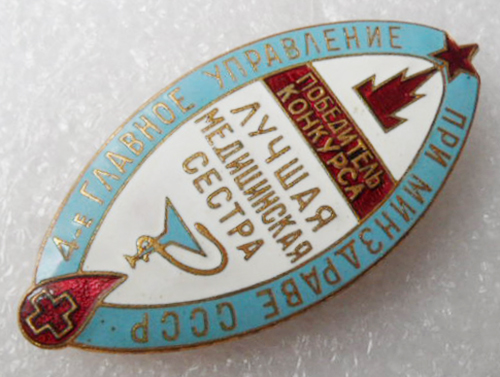 4-е ГЛАВНОЕ УПРАВЛЕНИЕ
ПРИ МИНЗДРАВЕ СССР
ПОБЕДИТЕЛЬ
КОНКУРСА
ЛУЧШАЯ
МЕДИЦИНСКАЯ
СЕСТРА